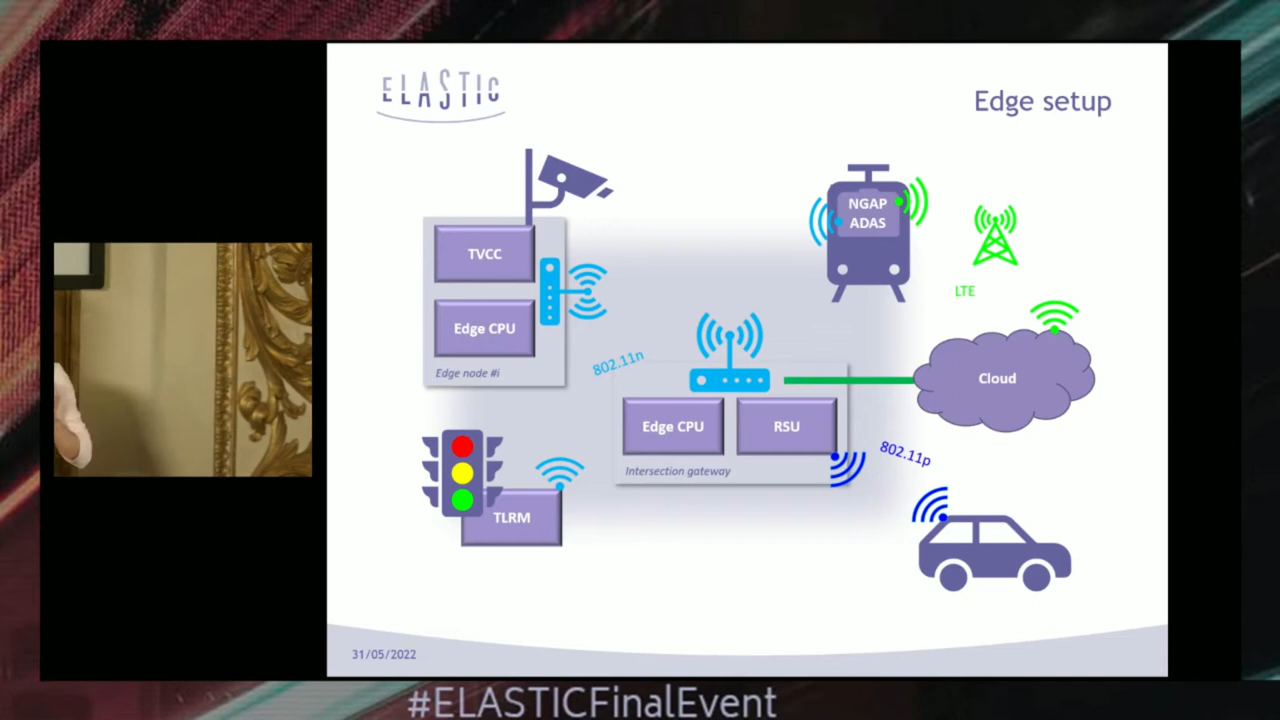 ELASTIC
Edge setup
NGAP
ADAS
TVCC
LTE
Edge CPU
802.11n
Edge node #i
Cloud
Edge CPU
RSU
802.11p
Intersection gateway
TLRM
31/05/2022
#ELASTICFinalEvent